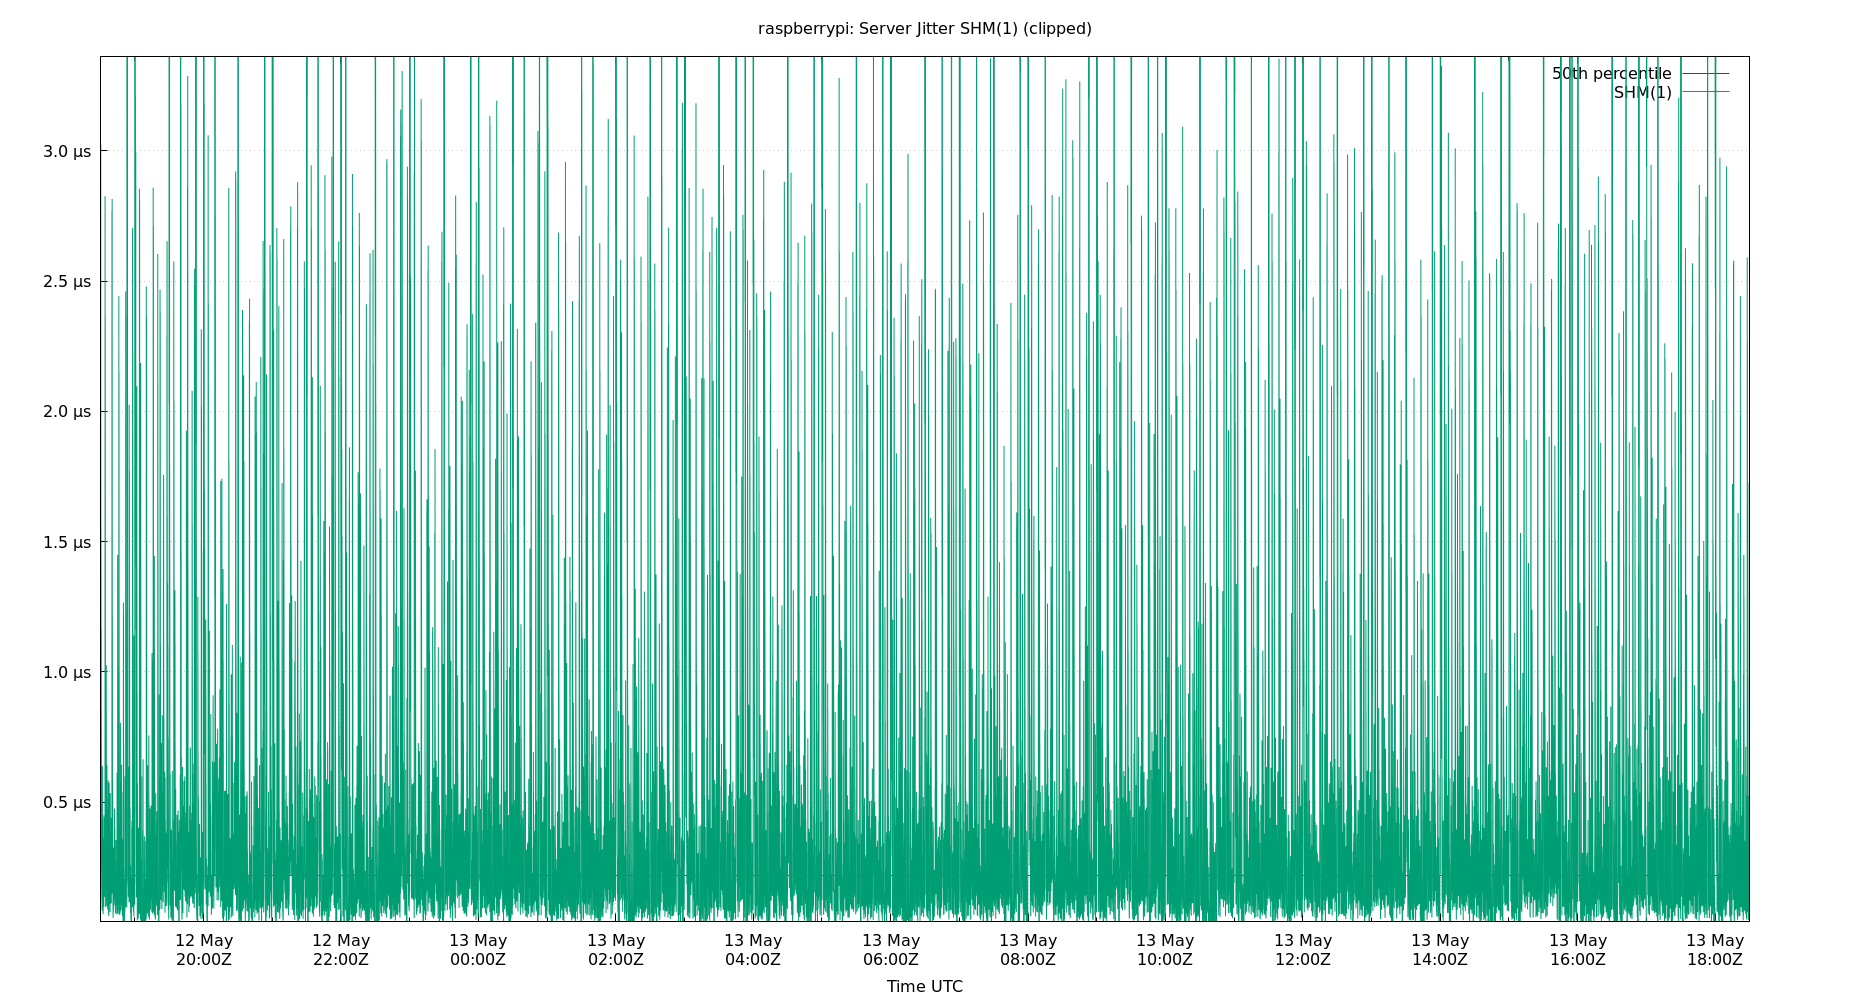 raspberrypi: Server Jitter SHM(1) (clipped)
50th percentile
SHM(1)
3.0 µs
2.5 µs
2.0 µs
1.5 µs
1.0 µs
0.5 µs
12 May 12 May 13 May 13 May 13 May 13 May 13 May 13 May 13 May 13 May 13 May 13 May
20:00Z 22:00Z 00:00Z 02:00Z 04:00Z 06:00Z 08:00Z 10:00Z 12:00Z 14:00Z 16:00Z 18:00Z
Time UTC